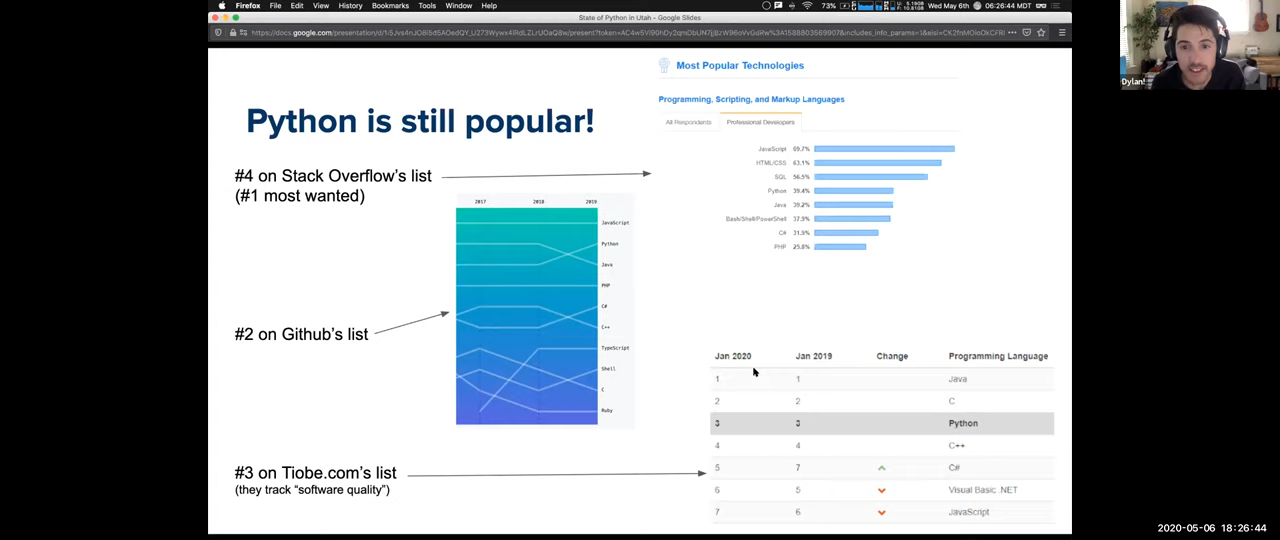 Firefox File Edit View History Bookmarks Tools Window Help
73% Wed May 6th 06:26:44 MDT
State of Python in Utah - Google Slides
Dylan!
Python is still popular!
#4 on Stack Overflow's list
(#1 most wanted)
#2 on Github's list
#3 on Tiobe.com's list
(they track “software quality”)
2017 2018 2019
JavaScript
Python
Java
PHP
C#
C++
TypeScript
Shell
C
Ruby
Most Popular Technologies
Programming, Scripting, and Markup Languages
All Respondents Professional Developers
JavaScript 69.7%
HTML/CSS 63.1%
SQL 56.5%
Python 39.4%
Java 39.2%
Bash/Shell/PowerShell 37.9%
C# 31.9%
PHP 25.8%
Jan 2020 Jan 2019 Change Programming Language
1 1 Java
2 2 C
3 3 Python
4 4 C++
5 7 C#
6 5 Visual Basic .NET
7 6 JavaScript
2020-05-06 18:26:44